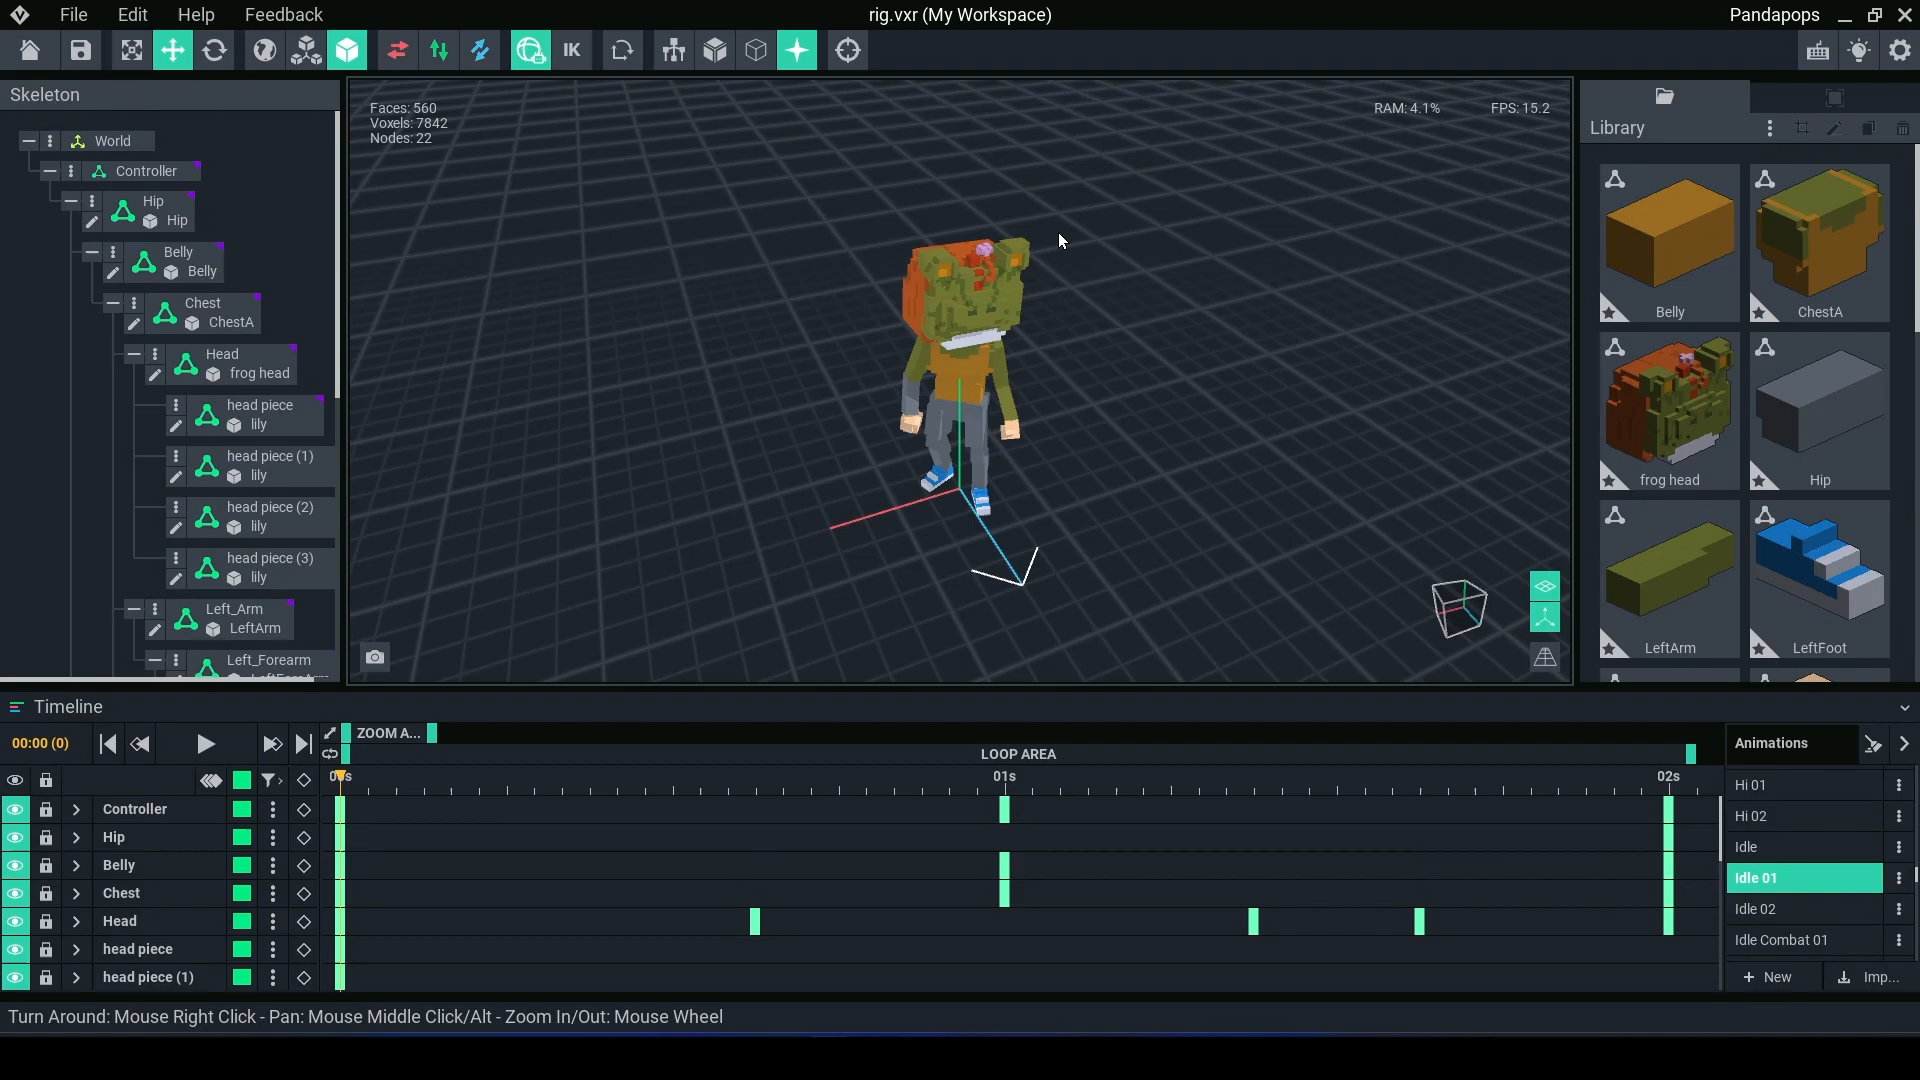 File Edit Help Feedback
rig.vxr (My Workspace)
Pandapops
IK
Skeleton
World
Controller
Hip
Hip
Belly
Belly
Chest
ChestA
Head
frog head
head piece
lily
head piece (1)
lily
head piece (2)
lily
head piece (3)
lily
Left_Arm
LeftArm
Left_Forearm
Faces: 560
Voxels: 7842
Nodes: 22
RAM: 4.1%
FPS: 15.2
Library
Belly
ChestA
frog head
Hip
LeftArm
LeftFoot
Timeline
00:00 (0)
ZOOM A...
LOOP AREA
01s
02s
Controller
Hip
Belly
Chest
Head
head piece
head piece (1)
Animations
Hi 01
Hi 02
Idle
Idle 01
Idle 02
Idle Combat 01
New
Imp...
Turn Around: Mouse Right Click - Pan: Mouse Middle Click/Alt - Zoom In/Out: Mouse Wheel